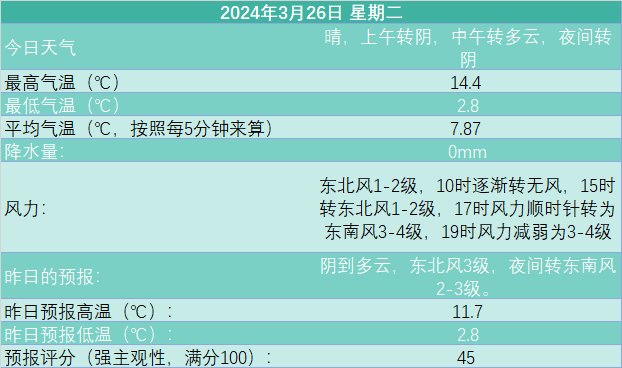 2024年3月26日 星期二
今日天气
晴，上午转阴，中午转多云，夜间转
阴
最高气温（℃）
14.4
最低气温（℃）
2.8
平均气温（℃，按照每5分钟来算）
7.87
降水量：
0mm
风力：
东北风1-2级，10时逐渐转无风，15时
转东北风1-2级，17时风力顺时针转为
东南风3-4级，19时风力减弱为3-4级
昨日的预报：
阴到多云，东北风3级，夜间转东南风
2-3级。
昨日预报高温（℃）：
11.7
昨日预报低温（℃）：
2.8
预报评分（强主观性，满分100）：
45